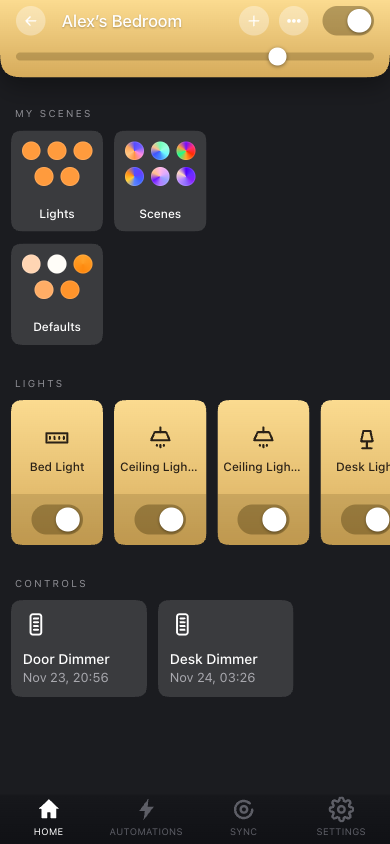 Alex's Bedroom
MY SCENES
Lights
Scenes
Defaults
LIGHTS
Bed Light
Ceiling Ligh...
Ceiling Ligh...
Desk Ligh
CONTROLS
Door Dimmer
Nov 23, 20:56
Desk Dimmer
Nov 24, 03:26
HOME
AUTOMATIONS
SYNC
SETTINGS